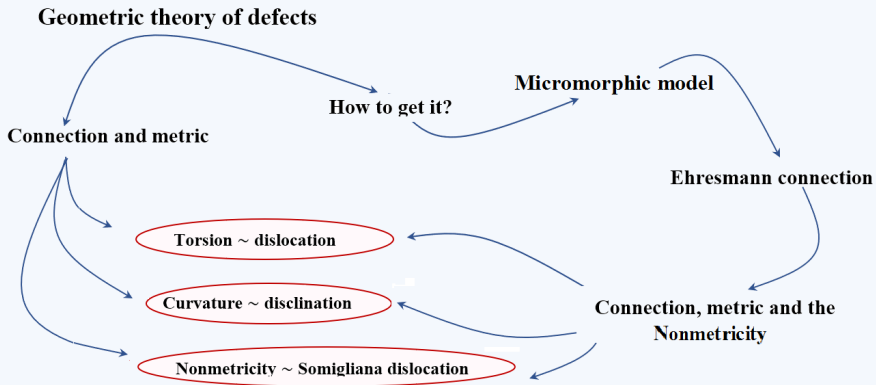 Geometric theory of defects
How to get it?
Micromorphic model
Connection and metric
Ehresmann connection
Torsion ~ dislocation
Curvature ~ disclination
Connection, metric and the
Nonmetricity
Nonmetricity ~ Somigliana dislocation